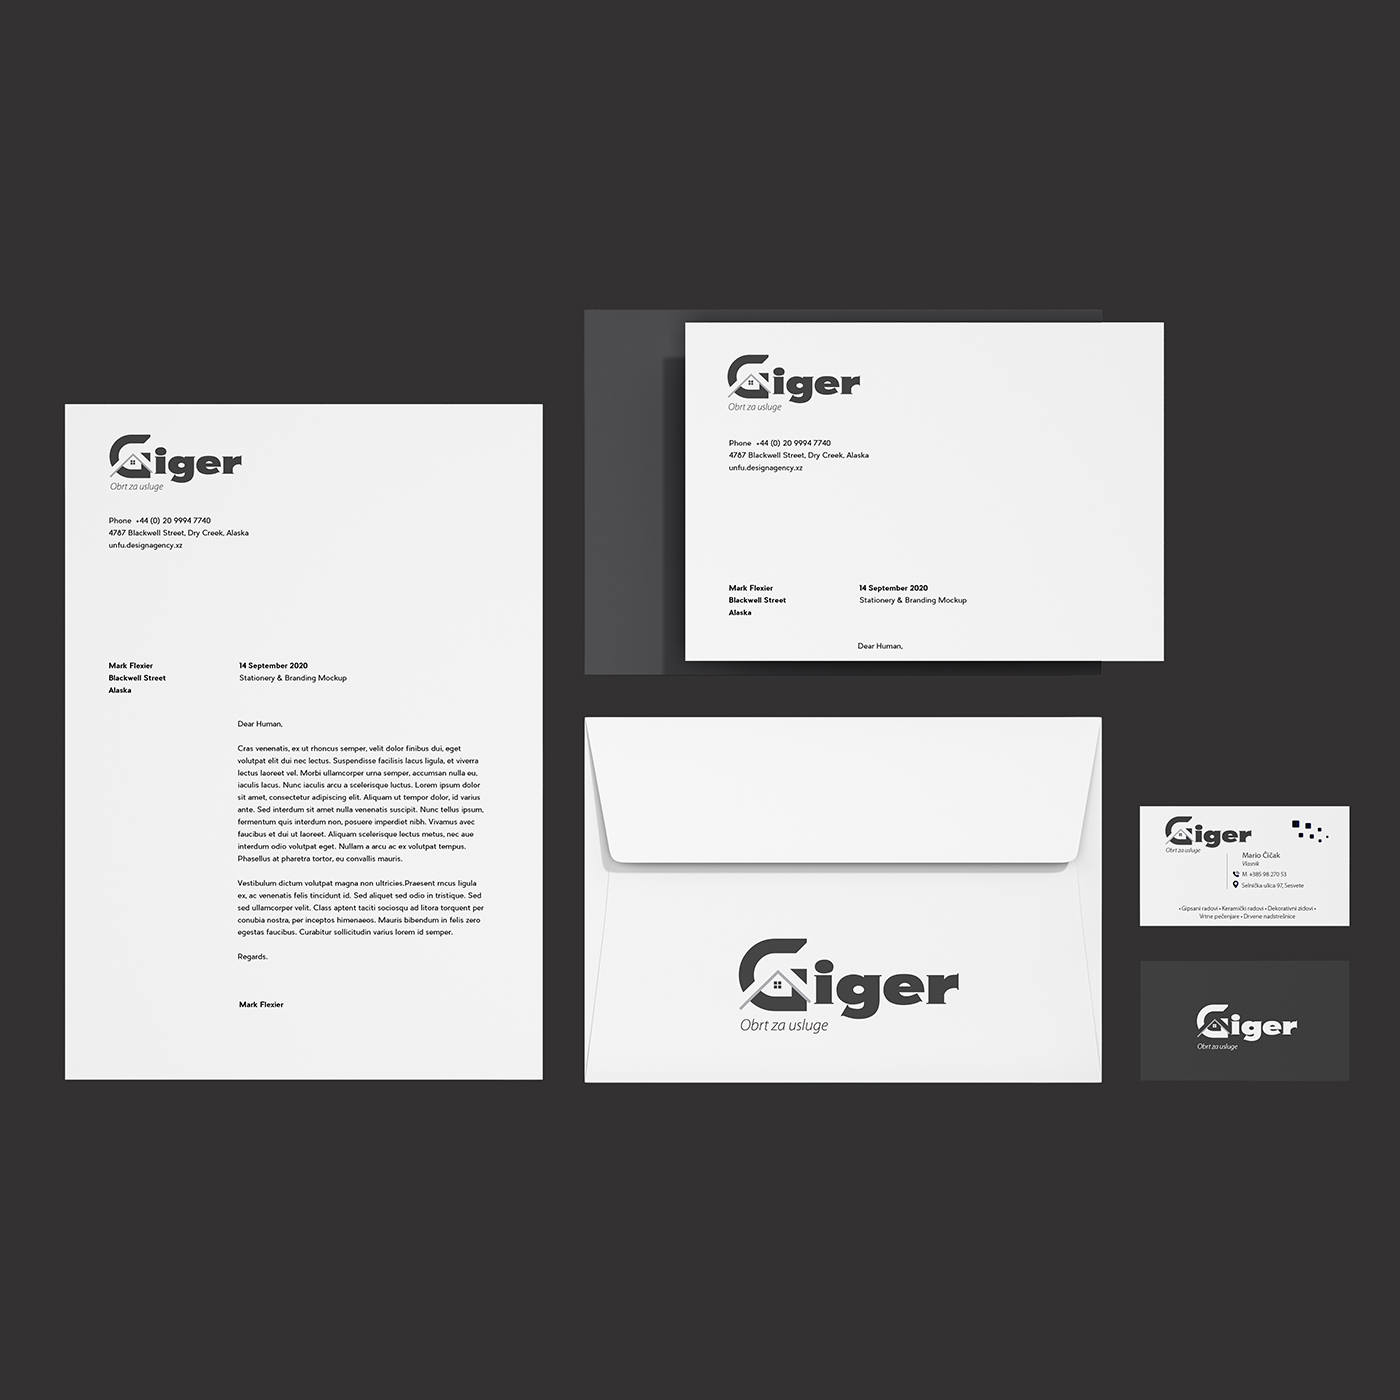 Giger
Obrt za usluge
Phone +44 (0) 20 9994 7740
4787 Blackwell Street, Dry Creek, Alaska
unfu.designagency.xz
Mark Flexier
Blackwell Street
Alaska
14 September 2020
Stationery & Branding Mockup
Dear Human,
Cras venenatis, ex ut rhoncus semper, velit dolor finibus dui, eget
volutpat elit dui nec lectus. Suspendisse facilisis lacus ligula, et viverra
lectus laoreet vel. Morbi ullamcorper urna semper, accumsan nulla eu,
iaculis lacus. Nunc iaculis arcu a scelerisque luctus. Lorem ipsum dolor
sit amet, consectetur adipiscing elit. Aliquam ut tempor dolor, id varius
ante. Sed interdum sit amet nulla venenatis suscipit. Nunc tellus ipsum,
fermentum quis interdum non, posuere imperdiet nibh. Vivamus avec
faucibus et dui ut laoreet. Aliquam scelerisque lectus metus, nec aue
interdum odio volutpat eget. Nullam a arcu ac ex volutpat tempus.
Phasellus at pharetra tortor, eu convallis mauris.
Vestibulum dictum volutpat magna non ultricies.Praesent rncus ligula
ex, ac venenatis felis tincidunt id. Sed aliquet sed odio in tristique. Sed
sed ullamcorper velit. Class aptent taciti sociosqu ad litora torquent per
conubia nostra, per inceptos himenaeos. Mauris bibendum in felis zero
egestas faucibus. Curabitur sollicitudin varius lorem id semper.
Regards.
Mark Flexier
Giger
Obrt za usluge
Phone +44 (0) 20 9994 7740
4787 Blackwell Street, Dry Creek, Alaska
unfu.designagency.xz
Mark Flexier
Blackwell Street
Alaska
14 September 2020
Stationery & Branding Mockup
Dear Human,
Giger
Obrt za usluge
Giger
Obrt za usluge
Mario Čičak
Vlasnik
M: +385 98 270 53
Selnička ulica 97, Sesvete
• Gipsani radovi • Keramički radovi • Dekorativni zidovi •
Vrtne pečenjare • Drvene nadstrešnice
Giger
Obrt za usluge